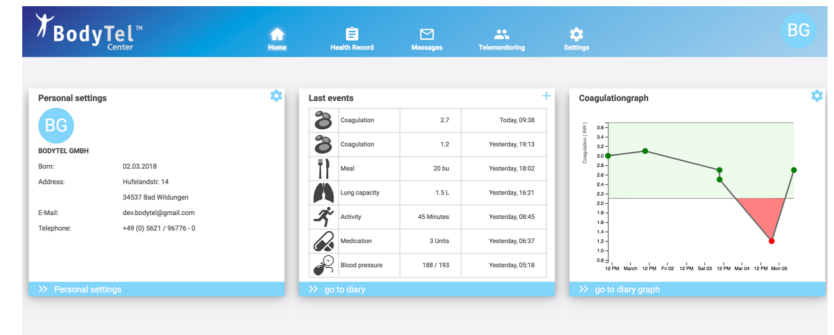 BodyTel™
Center
Home
Health Record
Messages
Telemonitoring
Settings
BG
Personal settings
BG
BODYTEL GMBH
Born: 02.03.2018
Address: Hufelandstr. 14
34537 Bad Wildungen
E-Mail: dev.bodytel@gmail.com
Telephone: +49 (0) 5621 / 96776 - 0
>> Personal settings
Last events
+
Coagulation 2.7 Today, 09:38
Coagulation 1.2 Yesterday, 19:13
Meal 20 bu Yesterday, 18:02
Lung capacity 1.5 L Yesterday, 16:21
Activity 45 Minutes Yesterday, 08:45
Medication 3 Units Yesterday, 06:37
Blood pressure 188 / 193 Yesterday, 05:18
>> go to diary
Coagulationgraph
Coagulation ( INR )
3.6
3.4
3.2
3.0
2.8
2.6
2.4
2.2
2.0
1.8
1.6
1.4
1.2
1.0
0.8
12 PM March 12 PM Fri 02 12 PM Sat 03 12 PM Mar 04 12 PM Mon 05
>> go to diary graph